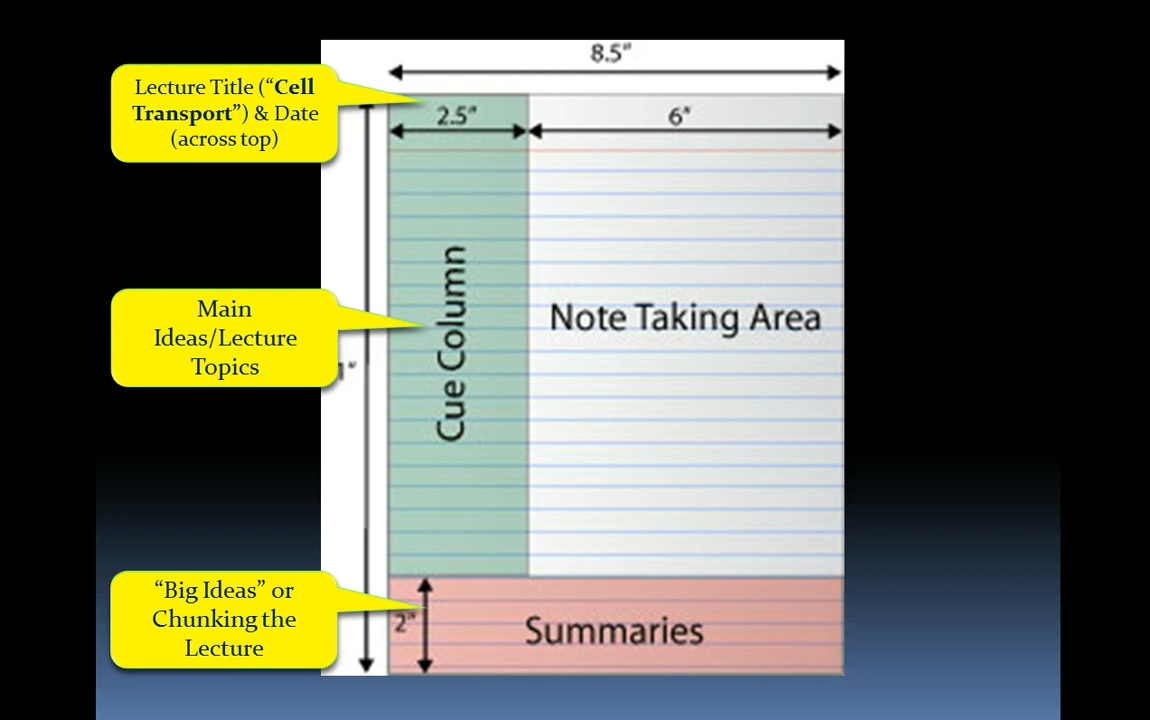 8.5"
Lecture Title (“Cell
Transport”) & Date
(across top)
2.5"
6"
Cue Column
Note Taking Area
Main
Ideas/Lecture
Topics
1"
“Big Ideas” or
Chunking the
Lecture
2"
Summaries